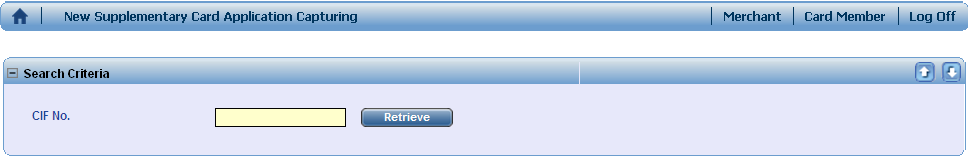 New Supplementary Card Application Capturing Merchant Card Member Log Off
Search Criteria
CIF No. Retrieve